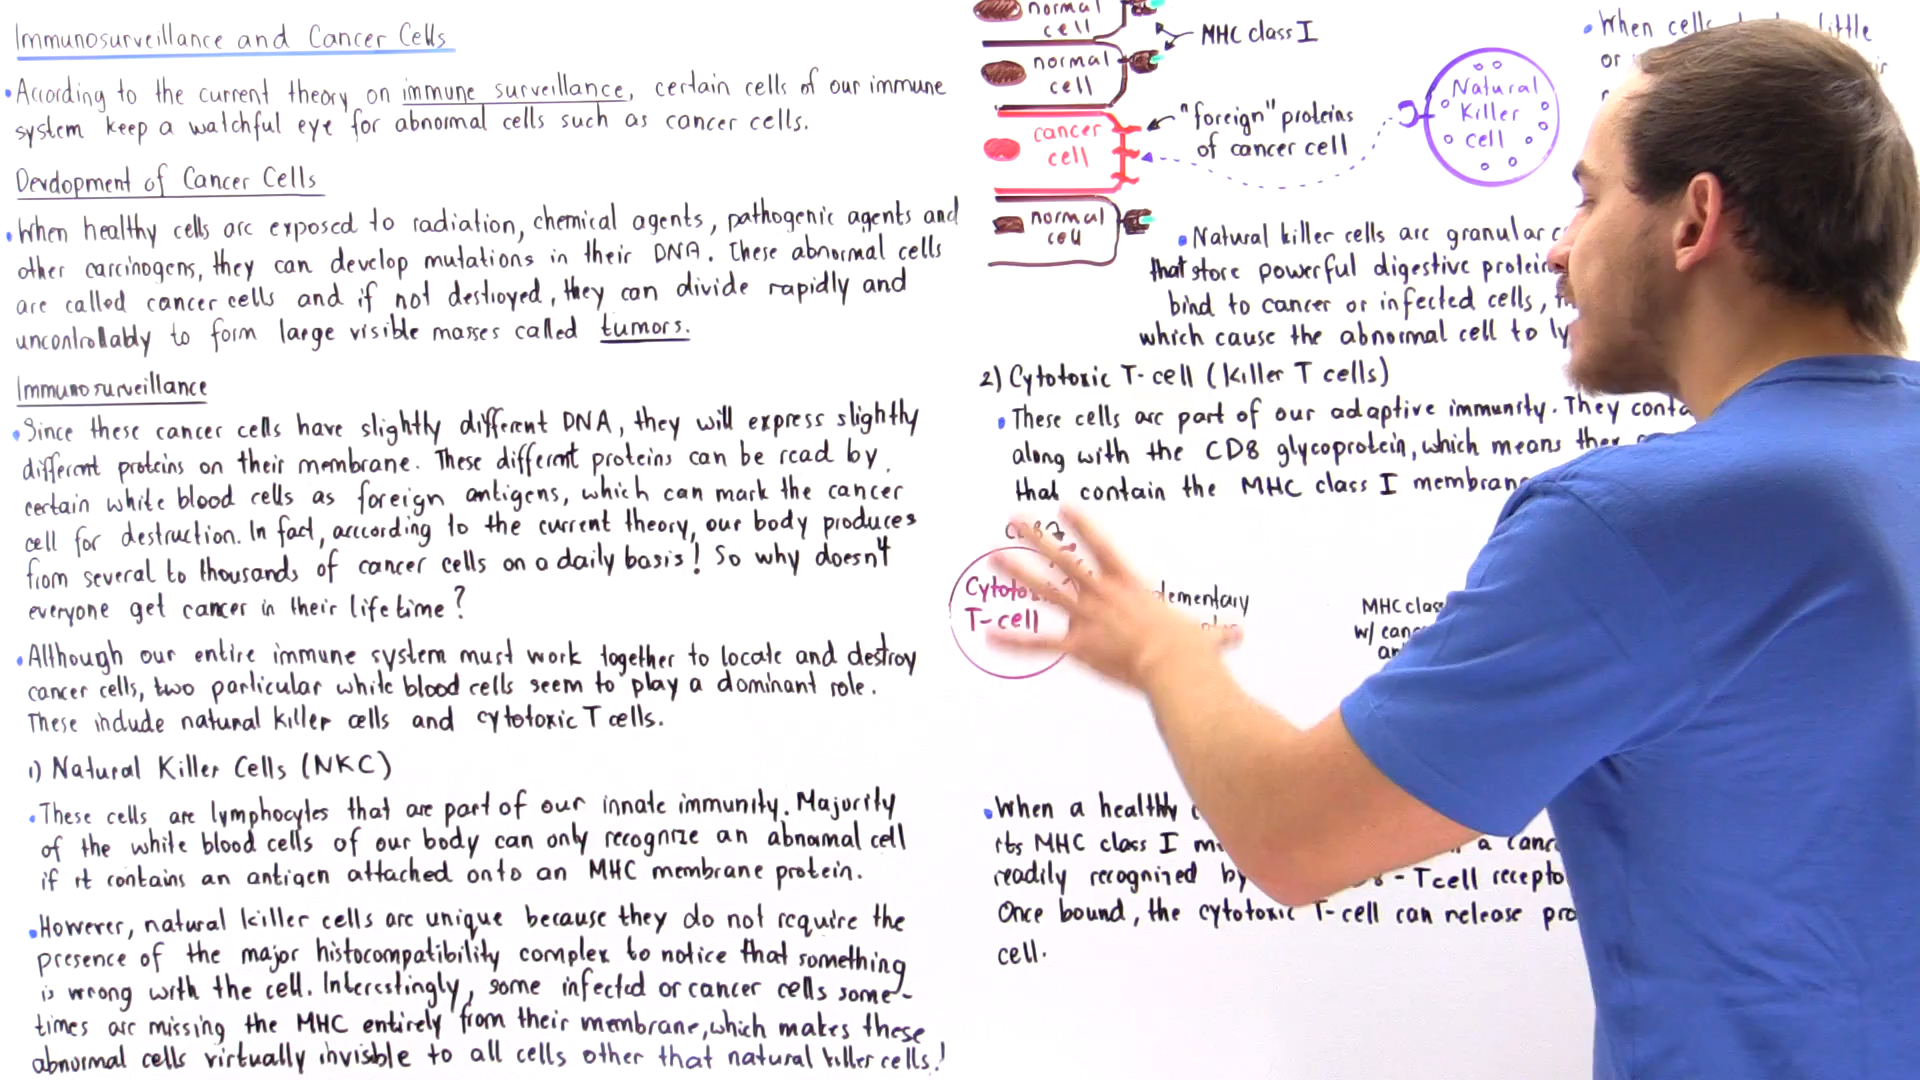 Immunosurveillance and Cancer Cells
• According to the current theory on immune surveillance, certain cells of our immune
system keep a watchful eye for abnormal cells such as cancer cells.
Development of Cancer Cells
• When healthy cells are exposed to radiation, chemical agents, pathogenic agents and
other carcinogens, they can develop mutations in their DNA. These abnormal cells
are called cancer cells and if not destroyed, they can divide rapidly and
uncontrollably to form large visible masses called tumors.
Immunosurveillance
• Since these cancer cells have slightly different DNA, they will express slightly
different proteins on their membrane. These different proteins can be read by
certain white blood cells as foreign antigens, which can mark the cancer
cell for destruction. In fact, according to the current theory, our body produces
from several to thousands of cancer cells on a daily basis! So why doesn't
everyone get cancer in their lifetime?
• Although our entire immune system must work together to locate and destroy
cancer cells, two particular white blood cells seem to play a dominant role.
These include natural killer cells and cytotoxic T cells.
1) Natural Killer Cells (NKC)
• These cells are lymphocytes that are part of our innate immunity. Majority
of the white blood cells of our body can only recognize an abnormal cell
if it contains an antigen attached onto an MHC membrane protein.
• However, natural killer cells are unique because they do not require the
presence of the major histocompatibility complex to notice that something
is wrong with the cell. Interestingly, some infected or cancer cells some-
times are missing the MHC entirely from their membrane, which makes these
abnormal cells virtually invisible to all cells other that natural killer cells!
normal
cell
MHC class I
normal
cell
cancer
cell
"foreign" proteins
of cancer cell
normal
cell
Natural
Killer
cell
• When cells little
or
• Natural killer cells are granular
that store powerful digestive
bind to cancer or infected cells,
which cause the abnormal cell to
2) Cytotoxic T-cell (Killer T cells)
• These cells are part of our adaptive immunity. They
along with the CD8 glycoprotein, which means they
that contain the MHC class I
CD8
Cytotoxic
T-cell
MHC class
w/
• When a healthy
its MHC class I a
readily recognized by -Tcell
Once bound, the cytotoxic T-cell can release
cell.